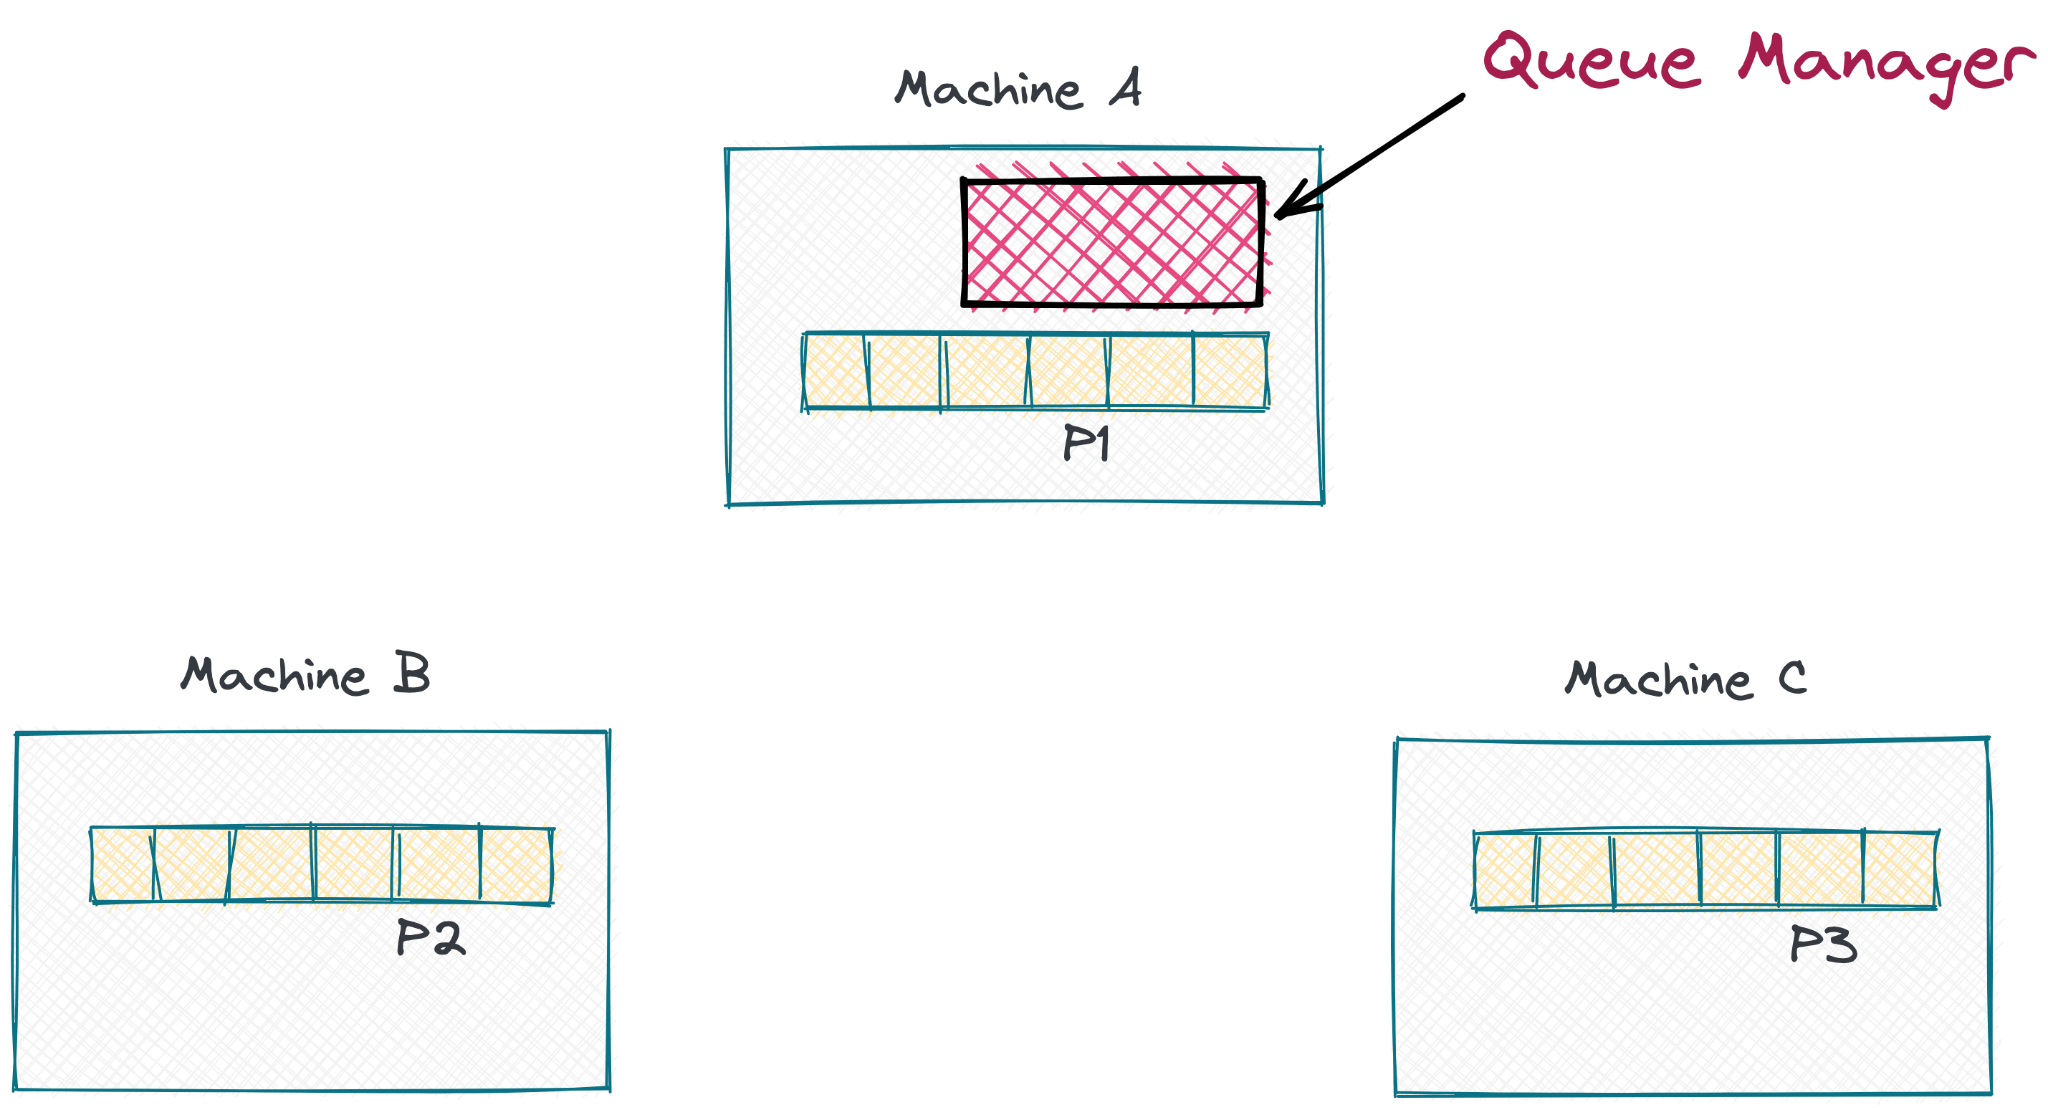 Queue Manager
Machine A
P1
Machine B
Machine C
P2
P3